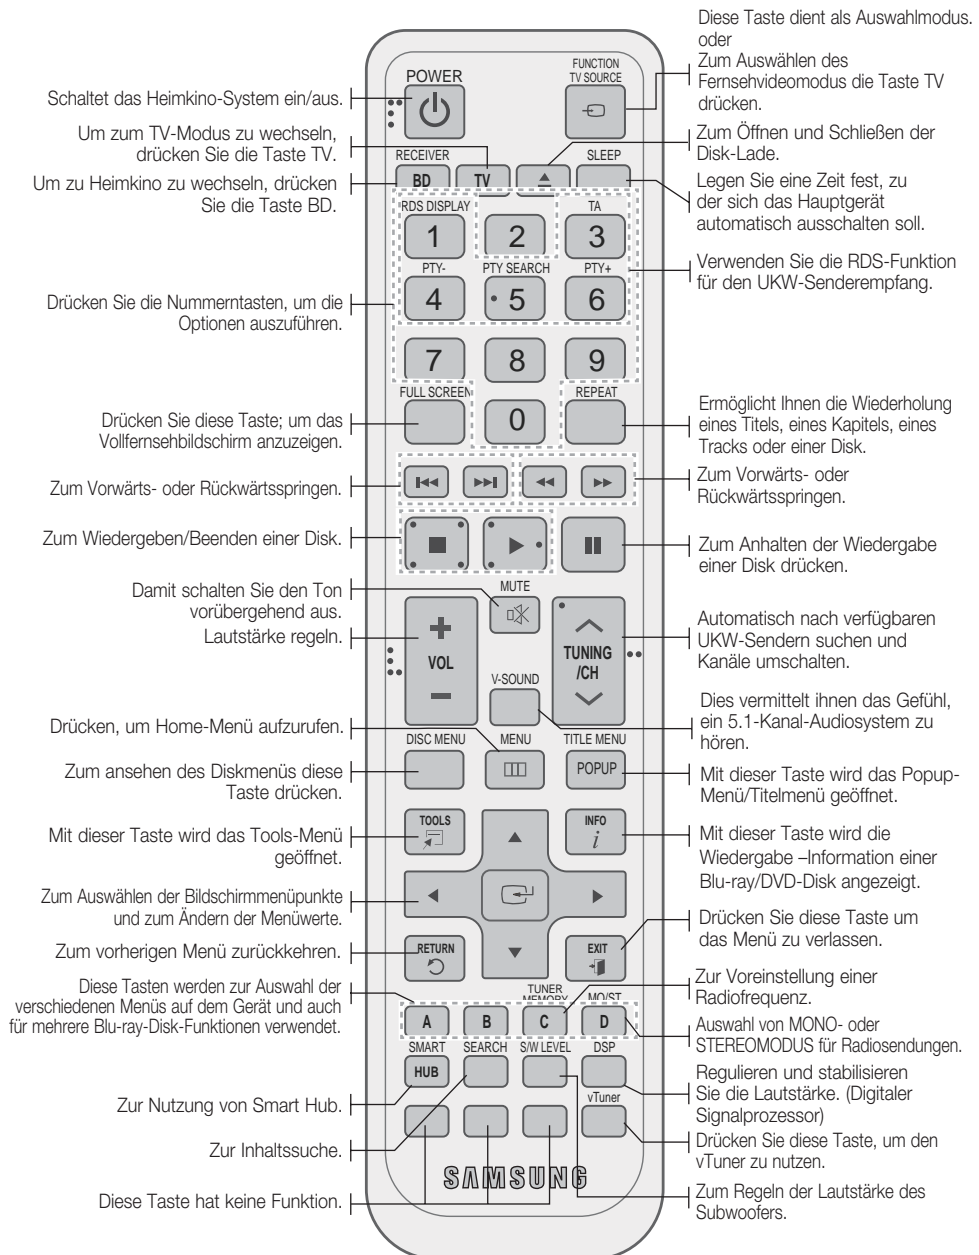 Diese Taste dient als Auswahlmodus.
oder
Zum Auswählen des
Fernsehvideomodus die Taste TV
drücken.
Schaltet das Heimkino-System ein/aus.
POWER
FUNCTION
TV SOURCE
Um zum TV-Modus zu wechseln,
drücken Sie die Taste TV.
Zum Öffnen und Schließen der
Disk-Lade.
Um zu Heimkino zu wechseln, drücken
Sie die Taste BD.
RECEIVER
SLEEP
BD
TV
Legen Sie eine Zeit fest, zu
der sich das Hauptgerät
automatisch ausschalten soll.
RDS DISPLAY
TA
1
2
3
PTY-
PTY SEARCH
PTY+
4
5
6
Verwenden Sie die RDS-Funktion
für den UKW-Senderempfang.
Drücken Sie die Nummerntasten, um die
Optionen auszuführen.
7
8
9
FULL SCREEN
REPEAT
0
Drücken Sie diese Taste; um das
Vollfernsehbildschirm anzuzeigen.
Ermöglicht Ihnen die Wiederholung
eines Titels, eines Kapitels, eines
Tracks oder einer Disk.
Zum Vorwärts- oder Rückwärtsspringen.
Zum Vorwärts- oder
Rückwärtsspringen.
Zum Wiedergeben/Beenden einer Disk.
Zum Anhalten der Wiedergabe
einer Disk drücken.
Damit schalten Sie den Ton
vorübergehend aus.
MUTE
Lautstärke regeln.
VOL
TUNING
/CH
Automatisch nach verfügbaren
UKW-Sendern suchen und
Kanäle umschalten.
V-SOUND
Dies vermittelt ihnen das Gefühl,
ein 5.1-Kanal-Audiosystem zu
hören.
Drücken, um Home-Menü aufzurufen.
DISC MENU
MENU
TITLE MENU
POPUP
Zum ansehen des Diskmenüs diese
Taste drücken.
Mit dieser Taste wird das Popup-
Menü/Titelmenü geöffnet.
TOOLS
INFO
i
Mit dieser Taste wird das Tools-Menü
geöffnet.
Mit dieser Taste wird die
Wiedergabe –Information einer
Blu-ray/DVD-Disk angezeigt.
Zum Auswählen der Bildschirmmenüpunkte
und zum Ändern der Menüwerte.
Drücken Sie diese Taste um
das Menü zu verlassen.
Zum vorherigen Menü zurückkehren.
RETURN
EXIT
Diese Tasten werden zur Auswahl der
verschiedenen Menüs auf dem Gerät und auch
für mehrere Blu-ray-Disk-Funktionen verwendet.
TUNER
MEMORY
MO/ST
A
B
C
D
Zur Voreinstellung einer
Radiofrequenz.
Auswahl von MONO- oder
STEREOMODUS für Radiosendungen.
SMART
SEARCH
S/W LEVEL
DSP
HUB
Regulieren und stabilisieren
Sie die Lautstärke. (Digitaler
Signalprozessor)
Zur Nutzung von Smart Hub.
vTuner
Drücken Sie diese Taste, um den
vTuner zu nutzen.
Zur Inhaltssuche.
SAMSUNG
Zum Regeln der Lautstärke des
Subwoofers.
Diese Taste hat keine Funktion.